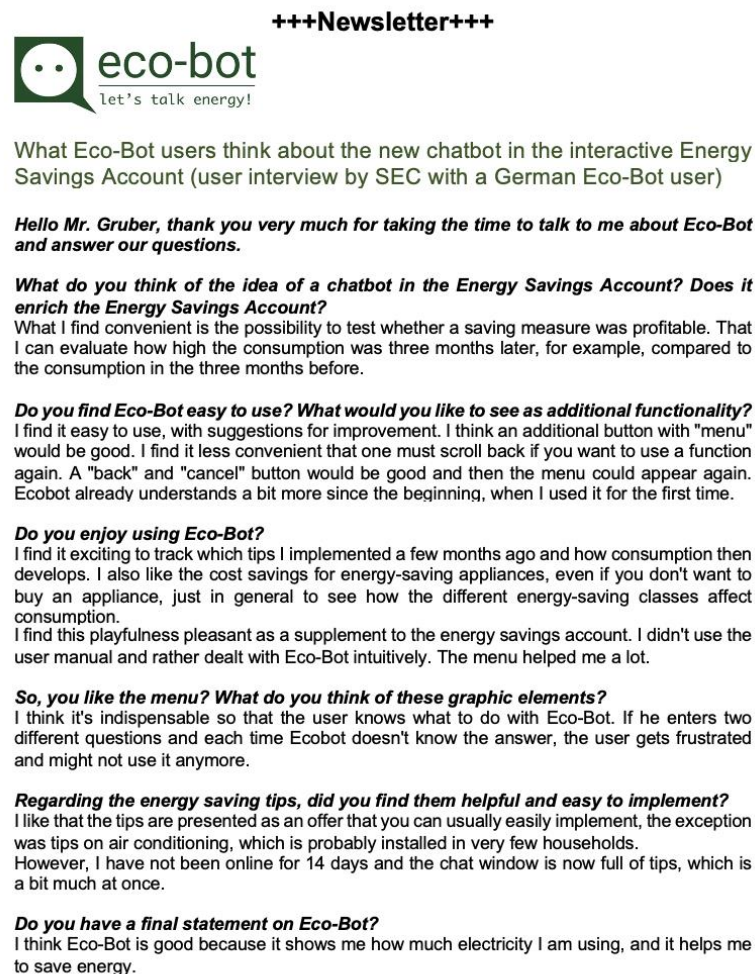 +++Newsletter+++
eco-bot
let's talk energy!
What Eco-Bot users think about the new chatbot in the interactive Energy
Savings Account (user interview by SEC with a German Eco-Bot user)
Hello Mr. Gruber, thank you very much for taking the time to talk to me about Eco-Bot
and answer our questions.
What do you think of the idea of a chatbot in the Energy Savings Account? Does it
enrich the Energy Savings Account?
What I find convenient is the possibility to test whether a saving measure was profitable. That
I can evaluate how high the consumption was three months later, for example, compared to
the consumption in the three months before.
Do you find Eco-Bot easy to use? What would you like to see as additional functionality?
I find it easy to use, with suggestions for improvement. I think an additional button with "menu"
would be good. I find it less convenient that one must scroll back if you want to use a function
again. A "back" and "cancel" button would be good and then the menu could appear again.
Ecobot already understands a bit more since the beginning, when I used it for the first time.
Do you enjoy using Eco-Bot?
I find it exciting to track which tips I implemented a few months ago and how consumption then
develops. I also like the cost savings for energy-saving appliances, even if you don't want to
buy an appliance, just in general to see how the different energy-saving classes affect
consumption.
I find this playfulness pleasant as a supplement to the energy savings account. I didn't use the
user manual and rather dealt with Eco-Bot intuitively. The menu helped me a lot.
So, you like the menu? What do you think of these graphic elements?
I think it's indispensable so that the user knows what to do with Eco-Bot. If he enters two
different questions and each time Ecobot doesn't know the answer, the user gets frustrated
and might not use it anymore.
Regarding the energy saving tips, did you find them helpful and easy to implement?
I like that the tips are presented as an offer that you can usually easily implement, the exception
was tips on air conditioning, which is probably installed in very few households.
However, I have not been online for 14 days and the chat window is now full of tips, which is
a bit much at once.
Do you have a final statement on Eco-Bot?
I think Eco-Bot is good because it shows me how much electricity I am using, and it helps me
to save energy.